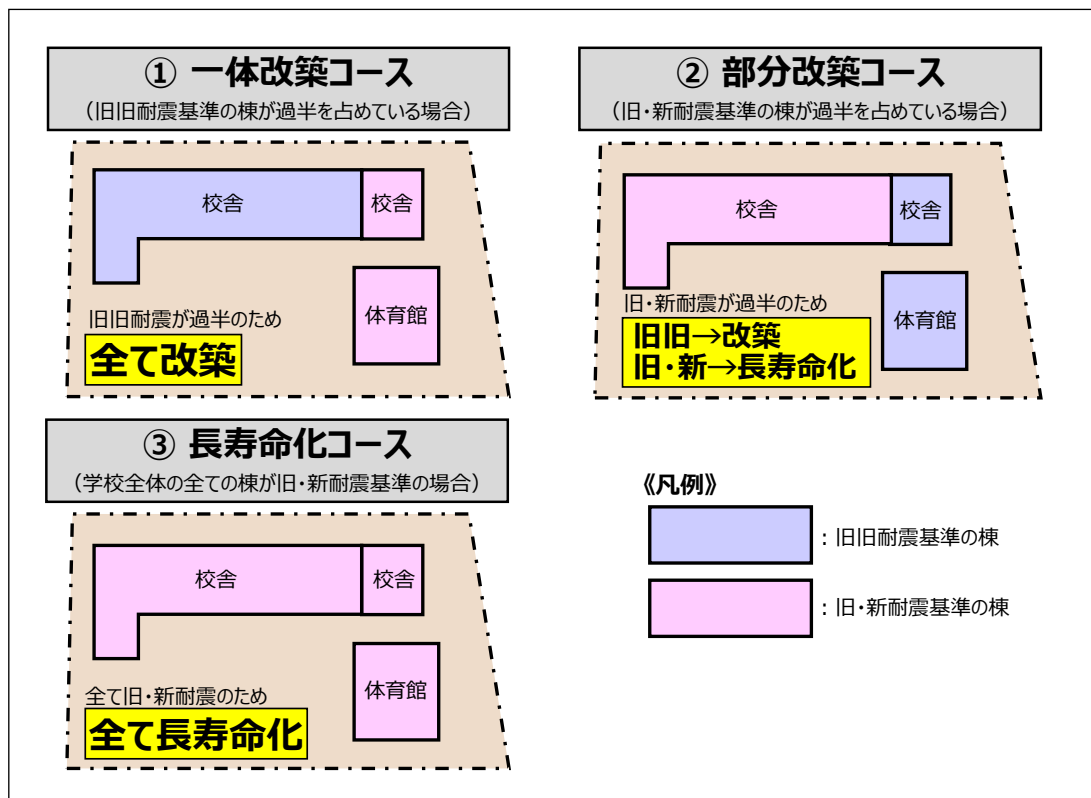 ① 一体改築コース
（旧旧耐震基準の棟が過半を占めている場合）
校舎
校舎
体育館
旧旧耐震が過半のため
全て改築
② 部分改築コース
（旧・新耐震基準の棟が過半を占めている場合）
校舎
校舎
体育館
旧・新耐震が過半のため
旧旧→改築
旧・新→長寿命化
③ 長寿命化コース
（学校全体の全ての棟が旧・新耐震基準の場合）
校舎
校舎
体育館
全て旧・新耐震のため
全て長寿命化
《凡例》
：旧旧耐震基準の棟
：旧・新耐震基準の棟